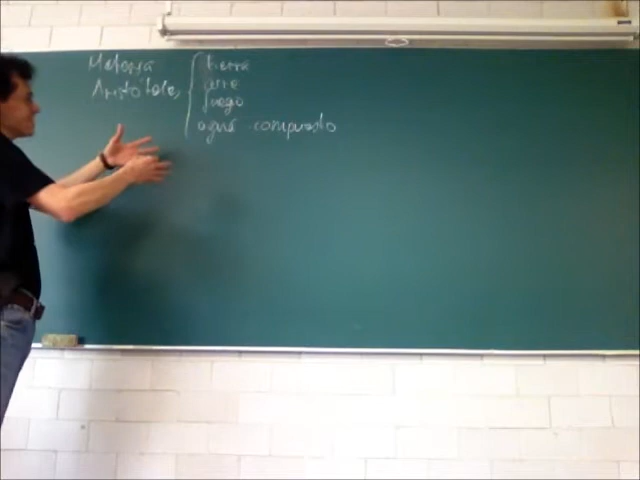 Materia
Aristóteles
tierra
aire
fuego
agua compuesto